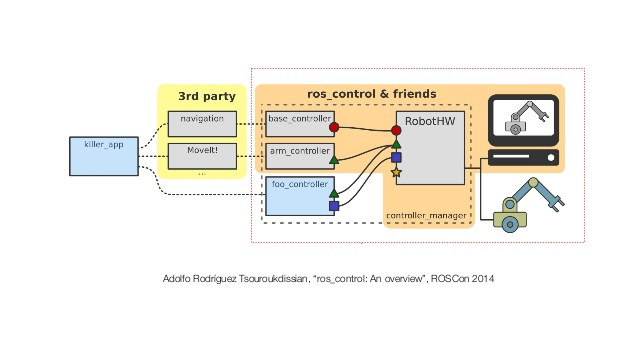 3rd party
ros_control & friends
killer_app
navigation
MoveIt!
...
base_controller
arm_controller
foo_controller
RobotHW
controller_manager
Adolfo Rodríguez Tsouroukdissian, “ros_control: An overview”, ROSCon 2014